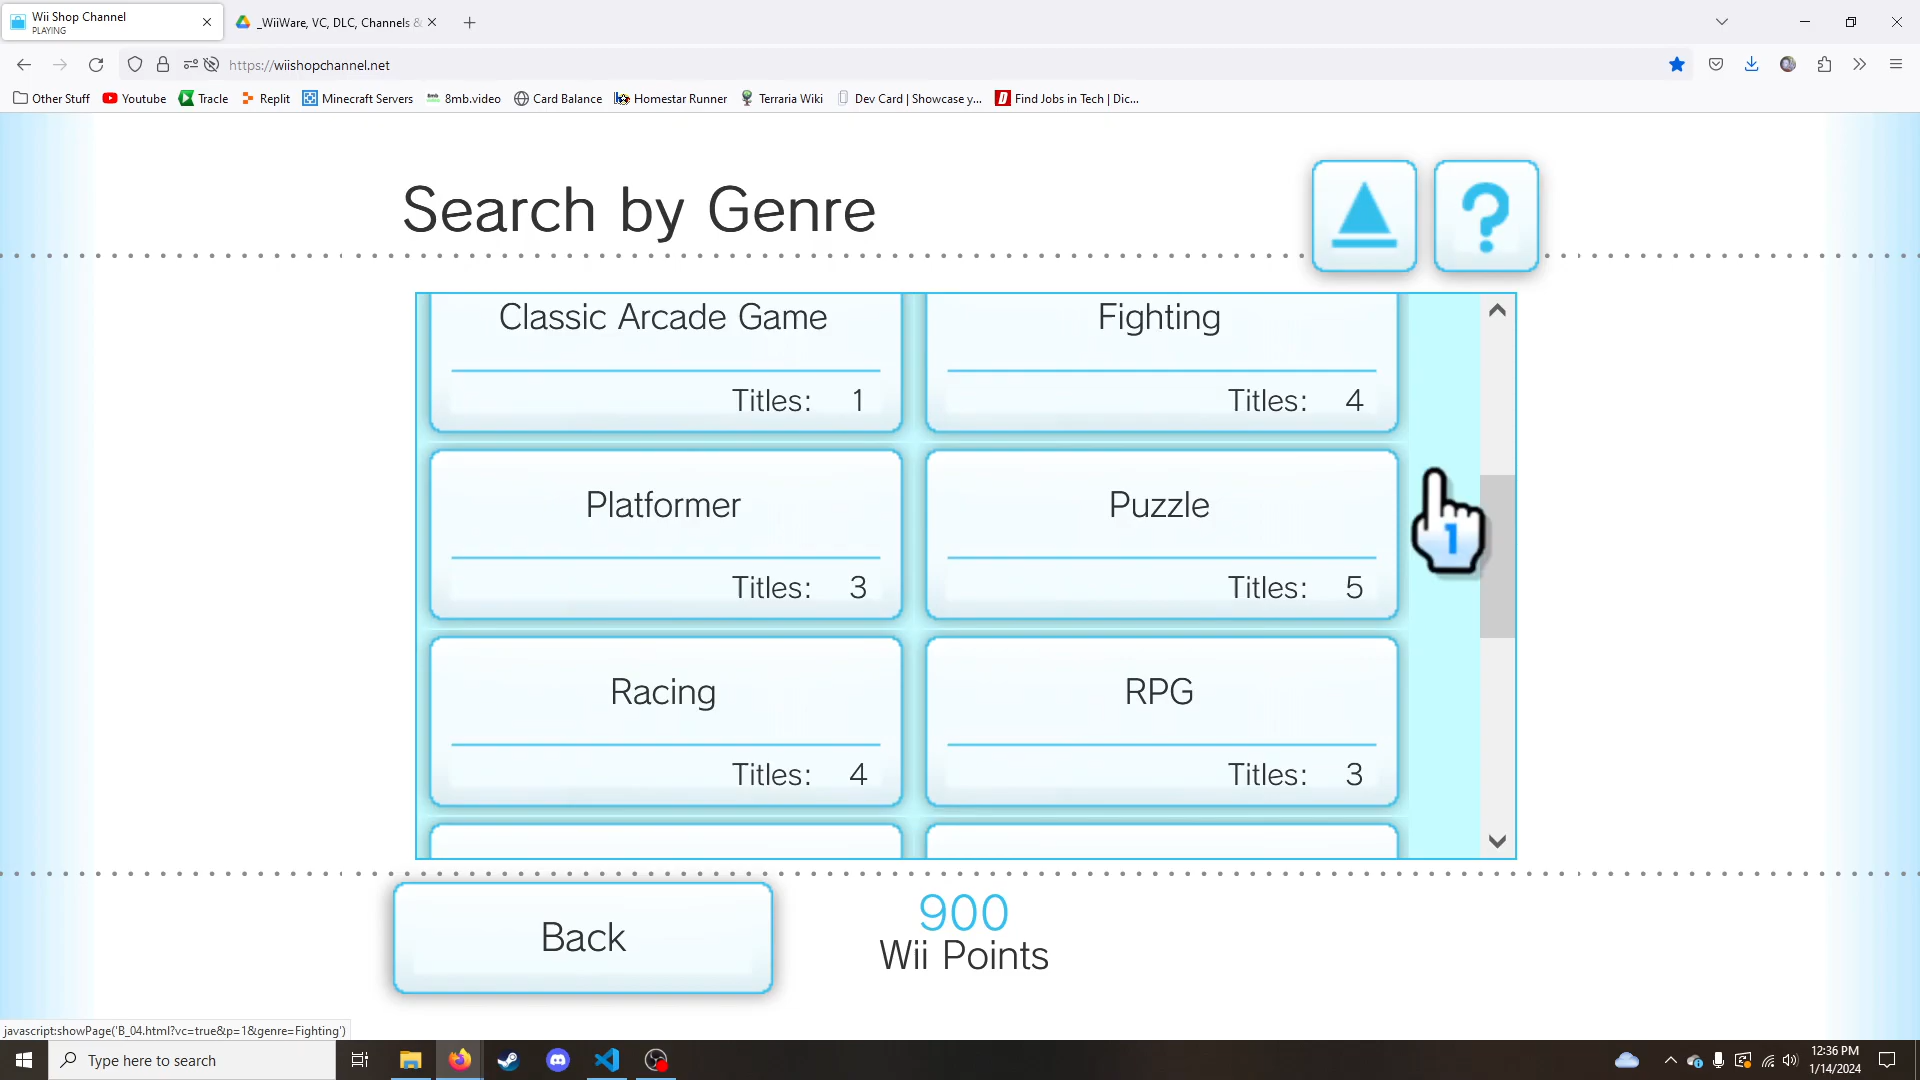 Wii Shop Channel
PLAYING
_WiiWare, VC, DLC, Channels &
https://wiishopchannel.net
Other Stuff
Youtube
Tracle
Replit
Minecraft Servers
8mb.video
Card Balance
Homestar Runner
Terraria Wiki
Dev Card | Showcase y...
Find Jobs in Tech | Dic...
Search by Genre
?
Classic Arcade Game
Titles: 1
Fighting
Titles: 4
Platformer
Titles: 3
Puzzle
Titles: 5
1
Racing
Titles: 4
RPG
Titles: 3
Back
900
Wii Points
javascript:showPage('B_04.html?vc=true&p=1&genre=Fighting')
Type here to search
12:36 PM
1/14/2024